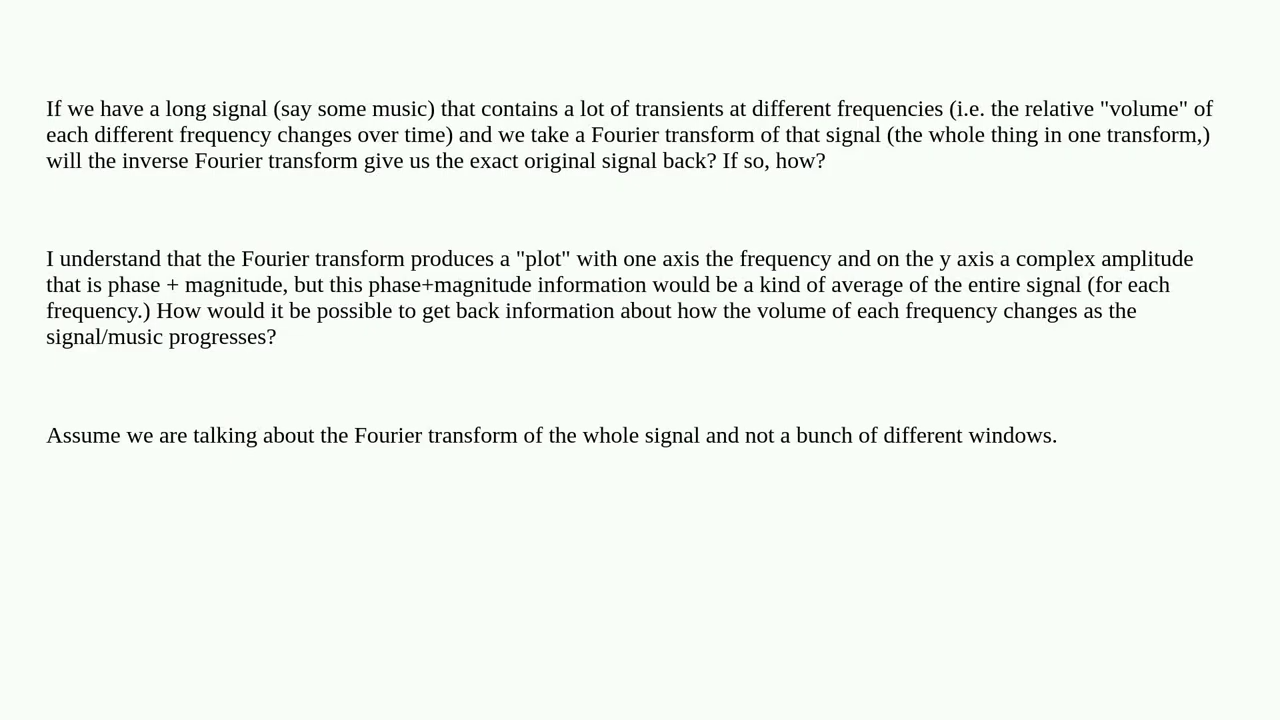 If we have a long signal (say some music) that contains a lot of transients at different frequencies (i.e. the relative "volume" of
each different frequency changes over time) and we take a Fourier transform of that signal (the whole thing in one transform,)
will the inverse Fourier transform give us the exact original signal back? If so, how?
I understand that the Fourier transform produces a "plot" with one axis the frequency and on the y axis a complex amplitude
that is phase + magnitude, but this phase+magnitude information would be a kind of average of the entire signal (for each
frequency.) How would it be possible to get back information about how the volume of each frequency changes as the
signal/music progresses?
Assume we are talking about the Fourier transform of the whole signal and not a bunch of different windows.